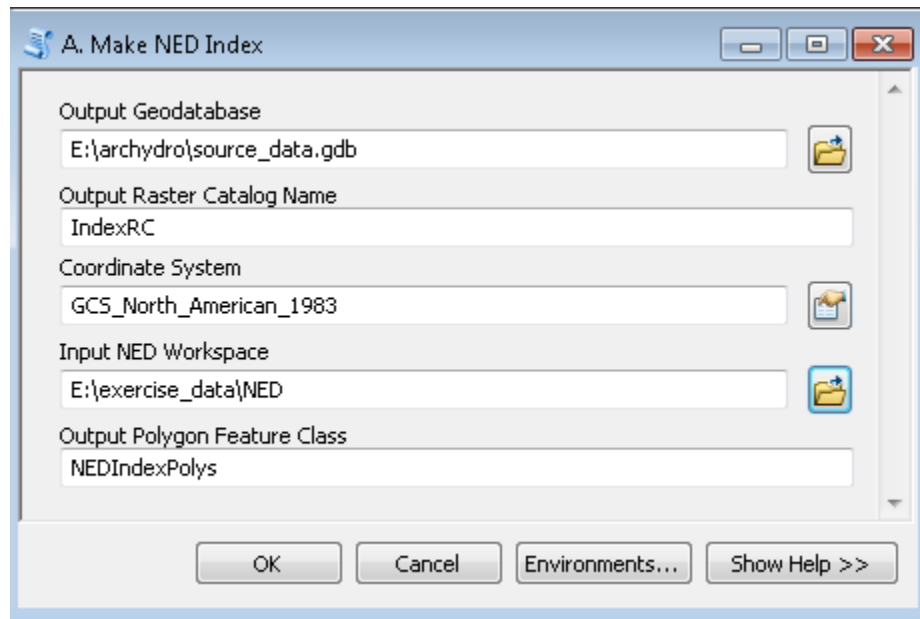 A. Make NED Index
Output Geodatabase
E:\archydro\source_data.gdb
Output Raster Catalog Name
IndexRC
Coordinate System
GCS_North_American_1983
Input NED Workspace
E:\exercise_data\NED
Output Polygon Feature Class
NEDIndexPolys
OK Cancel Environments... Show Help >>